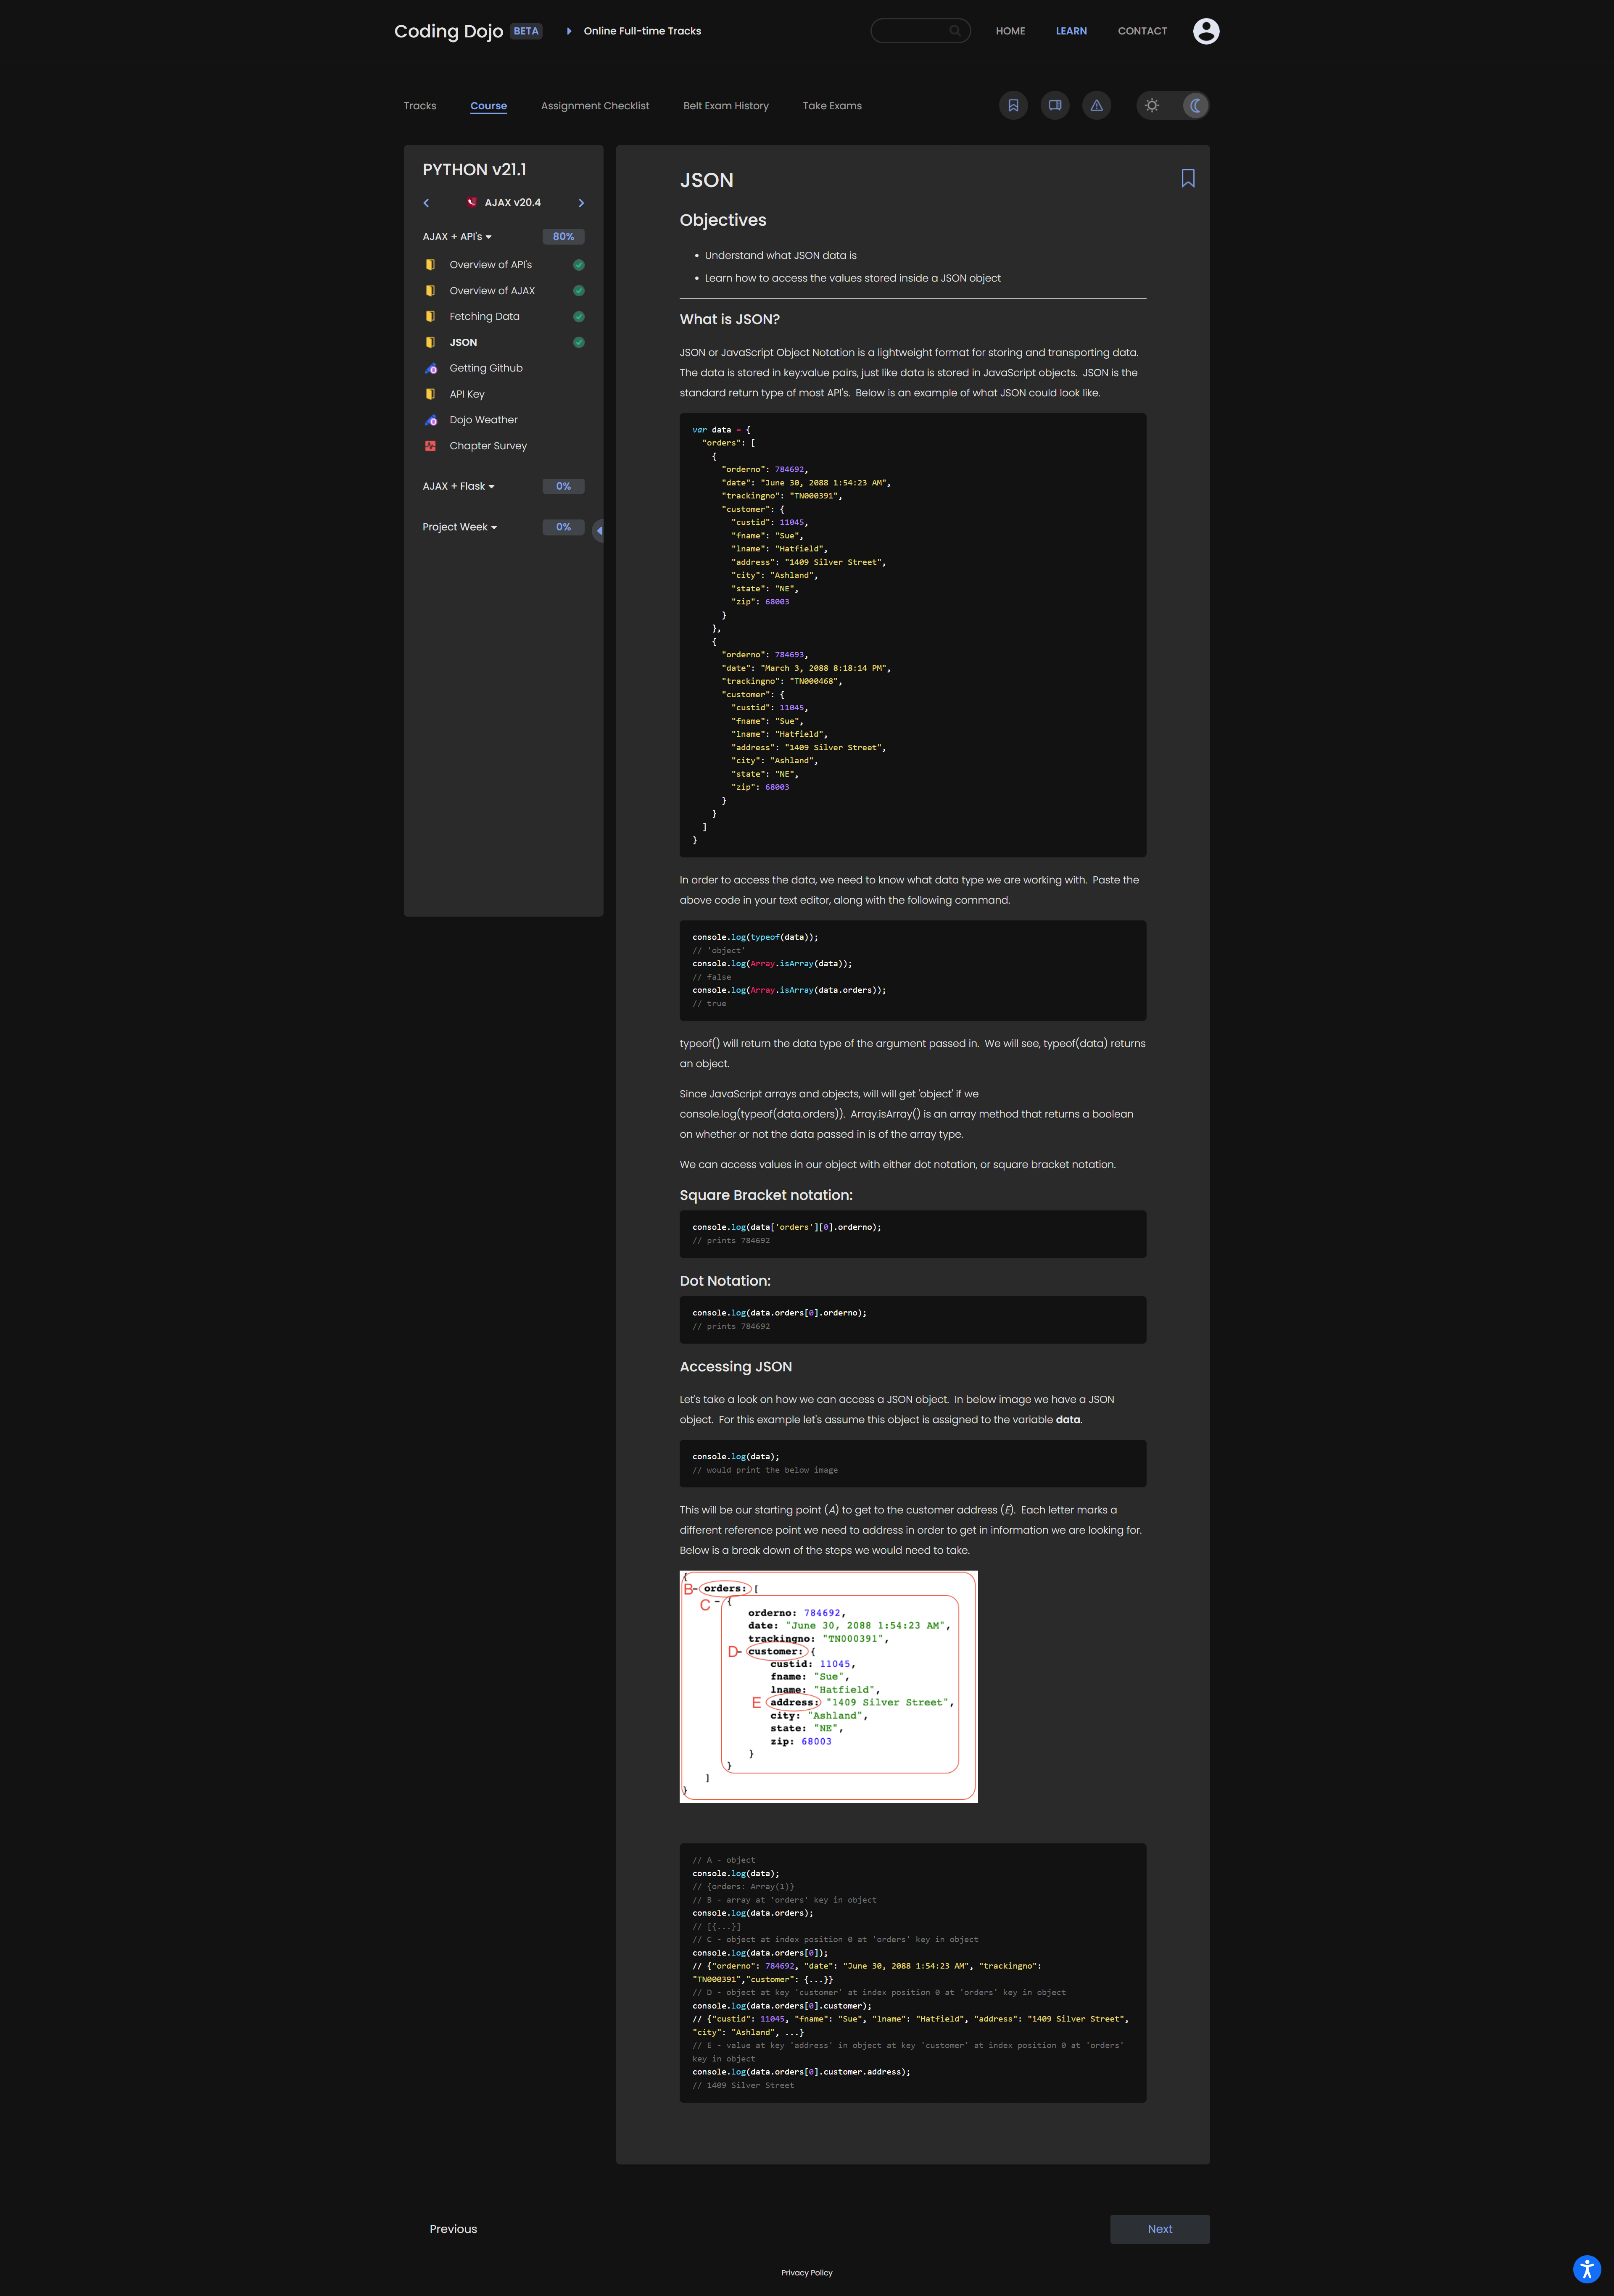 Coding Dojo BETA Online Full-time Tracks HOME LEARN CONTACT
Tracks Course Assignment Checklist Belt Exam History Take Exams
PYTHON v21.1
AJAX v20.4
AJAX + API's 80%
Overview of API's
Overview of AJAX
Fetching Data
JSON
Getting Github
API Key
Dojo Weather
Chapter Survey
AJAX + Flask 0%
Project Week 0%
JSON
Objectives
• Understand what JSON data is
• Learn how to access the values stored inside a JSON object
What is JSON?
JSON or JavaScript Object Notation is a lightweight format for storing and transporting data.
The data is stored in key:value pairs, just like data is stored in JavaScript objects. JSON is the
standard return type of most API's. Below is an example of what JSON could look like.
var data = {
"orders": [
{
"orderno": 784692,
"date": "June 30, 2088 1:54:23 AM",
"trackingno": "TN000391",
"customer": {
"custid": 11045,
"fname": "Sue",
"lname": "Hatfield",
"address": "1409 Silver Street",
"city": "Ashland",
"state": "NE",
"zip": 68003
}
},
{
"orderno": 784693,
"date": "March 3, 2088 8:18:14 PM",
"trackingno": "TN000468",
"customer": {
"custid": 11045,
"fname": "Sue",
"lname": "Hatfield",
"address": "1409 Silver Street",
"city": "Ashland",
"state": "NE",
"zip": 68003
}
}
]
}
In order to access the data, we need to know what data type we are working with. Paste the
above code in your text editor, along with the following command.
console.log(typeof(data));
// 'object'
console.log(Array.isArray(data));
// false
console.log(Array.isArray(data.orders));
// true
typeof() will return the data type of the argument passed in. We will see, typeof(data) returns
an object.
Since JavaScript arrays and objects, will will get 'object' if we
console.log(typeof(data.orders)). Array.isArray() is an array method that returns a boolean
on whether or not the data passed in is of the array type.
We can access values in our object with either dot notation, or square bracket notation.
Square Bracket notation:
console.log(data['orders'][0].orderno);
// prints 784692
Dot Notation:
console.log(data.orders[0].orderno);
// prints 784692
Accessing JSON
Let's take a look on how we can access a JSON object. In below image we have a JSON
object. For this example let's assume this object is assigned to the variable data.
console.log(data);
// would print the below image
This will be our starting point (A) to get to the customer address (E). Each letter marks a
different reference point we need to address in order to get in information we are looking for.
Below is a break down of the steps we would need to take.
{
B- orders: [
C - {
orderno: 784692,
date: "June 30, 2088 1:54:23 AM",
trackingno: "TN000391",
D- customer: {
custid: 11045,
fname: "Sue",
lname: "Hatfield",
E address: "1409 Silver Street",
city: "Ashland",
state: "NE",
zip: 68003
}
}
]
}
// A - object
console.log(data);
// {orders: Array(1)}
// B - array at 'orders' key in object
console.log(data.orders);
// [{...}]
// C - object at index position 0 at 'orders' key in object
console.log(data.orders[0]);
// {"orderno": 784692, "date": "June 30, 2088 1:54:23 AM", "trackingno":
"TN000391","customer": {...}}
// D - object at key 'customer' at index position 0 at 'orders' key in object
console.log(data.orders[0].customer);
// {"custid": 11045, "fname": "Sue", "lname": "Hatfield", "address": "1409 Silver Street",
"city": "Ashland", ...}
// E - value at key 'address' in object at key 'customer' at index position 0 at 'orders'
key in object
console.log(data.orders[0].customer.address);
// 1409 Silver Street
Previous Next
Privacy Policy